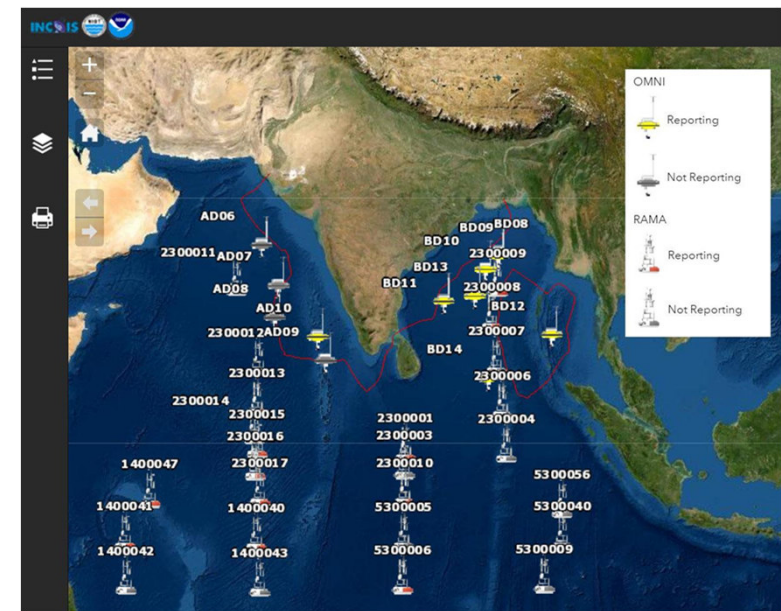 INCOIS
NIOT
NOAA
OMNI
Reporting
Not Reporting
RAMA
Reporting
Not Reporting
AD06
BD09 BD08
BD10
2300011 AD07
2300009
BD13
AD08
BD11
2300008
AD10
BD12
2300012 AD09
2300007
BD14
2300013
2300006
2300014
2300015
2300001
2300004
2300016
2300003
1400047
2300017
2300010
5300056
1400041
1400040
5300005
5300040
1400042
1400043
5300006
5300009